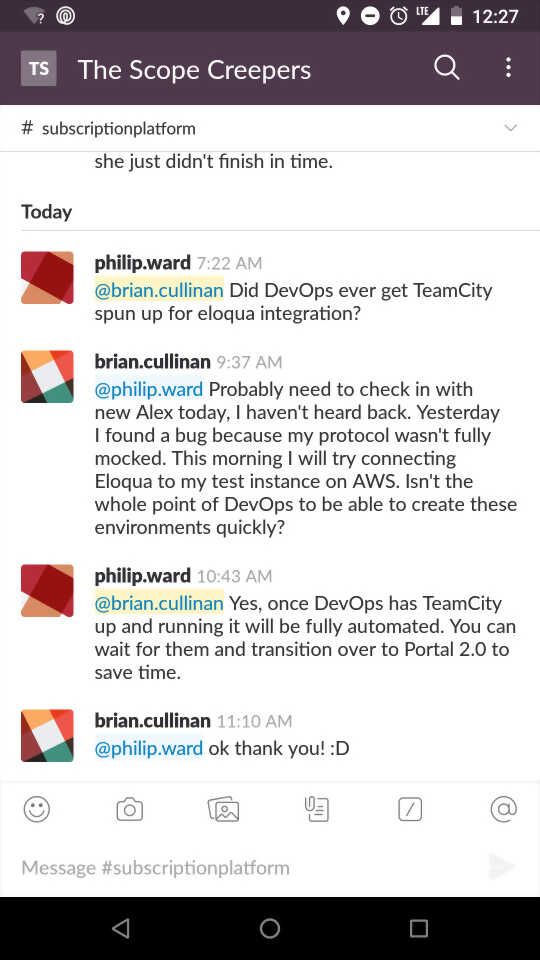 LTE 12:27
TS The Scope Creepers
# subscriptionplatform
she just didn't finish in time.
Today
philip.ward 7:22 AM
@brian.cullinan Did DevOps ever get TeamCity
spun up for eloqua integration?
brian.cullinan 9:37 AM
@philip.ward Probably need to check in with
new Alex today, I haven't heard back. Yesterday
I found a bug because my protocol wasn't fully
mocked. This morning I will try connecting
Eloqua to my test instance on AWS. Isn't the
whole point of DevOps to be able to create these
environments quickly?
philip.ward 10:43 AM
@brian.cullinan Yes, once DevOps has TeamCity
up and running it will be fully automated. You can
wait for them and transition over to Portal 2.0 to
save time.
brian.cullinan 11:10 AM
@philip.ward ok thank you! :D
Message #subscriptionplatform